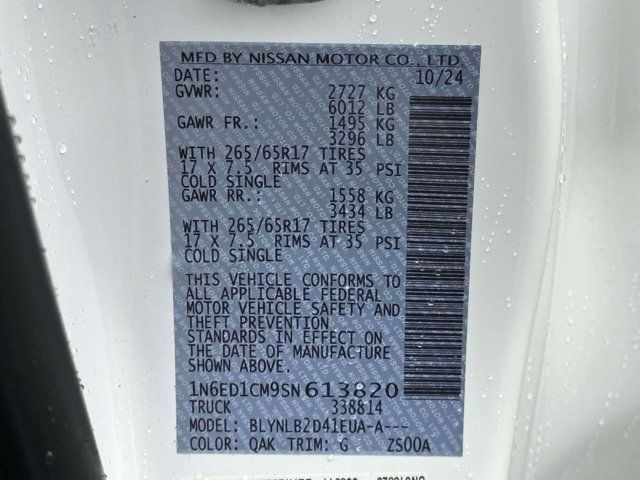 MFD BY NISSAN MOTOR CO., LTD.
DATE: 10/24
GVWR: 2727 KG
6012 LB
GAWR FR.: 1495 KG
3296 LB
WITH 265/65R17 TIRES
17 X 7.5 RIMS AT 35 PSI
COLD SINGLE
GAWR RR.: 1558 KG
3434 LB
WITH 265/65R17 TIRES
17 X 7.5 RIMS AT 35 PSI
COLD SINGLE
THIS VEHICLE CONFORMS TO
ALL APPLICABLE FEDERAL
MOTOR VEHICLE SAFETY AND
THEFT PREVENTION
STANDARDS IN EFFECT ON
THE DATE OF MANUFACTURE
SHOWN ABOVE.
1N6ED1CM9SN613820
TRUCK 338814
MODEL: BLYNLB2D41EUA-A---
COLOR: QAK TRIM: G ZS00A